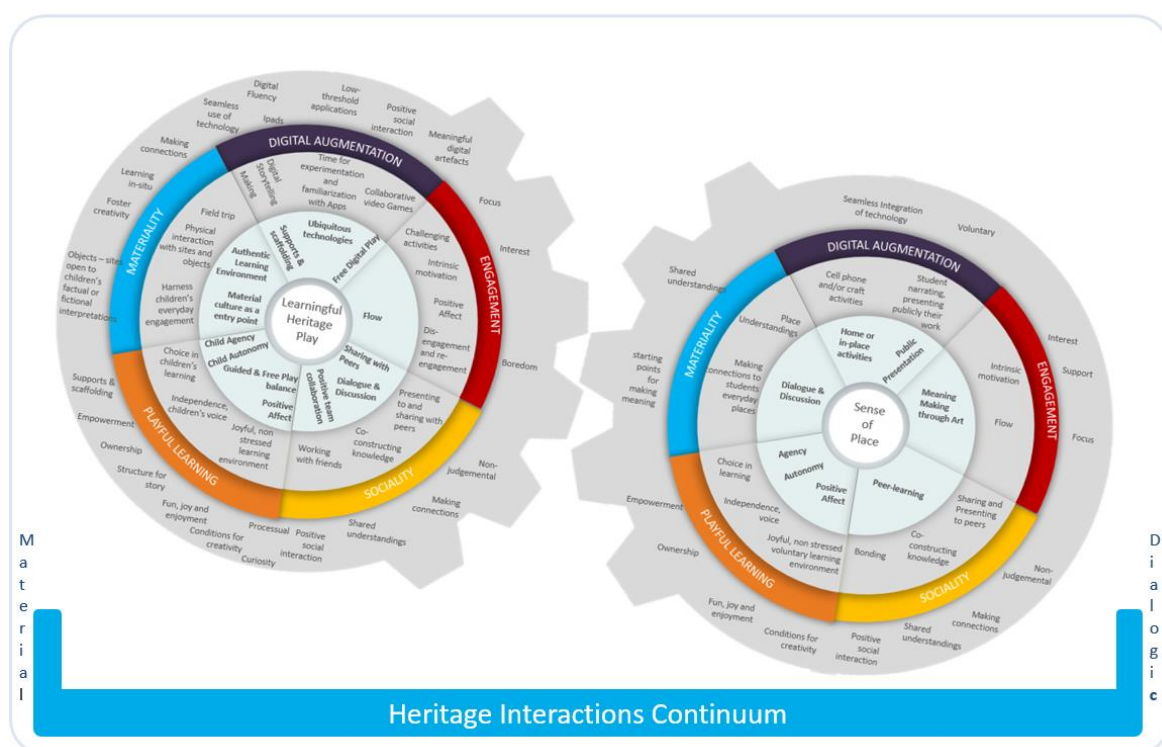 Digital
Fluency
Low-
threshold
applications
Positive
social
interaction
Meaningful
digital
artefacts
Seamless
use of
technology
Ipads
Making
connections
Learning
in-situ
Foster
creativity
Objects – sites
open to
children's
factual or
fictional
interpretations
Focus
Interest
Boredom
DIGITAL AUGMENTATION
ENGAGEMENT
SOCIALITY
PLAYFUL LEARNING
MATERIALITY
Making
Digital
Storytelling
Time for
experimentation
and
familiarization
with Apps
Collaborative
video Games
Challenging
activities
Intrinsic
motivation
Positive
Affect
Dis-
engagement
and re-
engagement
Field trip
Physical
interaction
with sites and
objects
Harness
children's
everyday
engagement
Choice in
children's
learning
Independence,
children's voice
Joyful, non
stressed
learning
environment
Working
with friends
Co-
constructing
knowledge
Presenting
to and
sharing with
peers
Supports &
scaffolding
Ubiquitous
technologies
Free Digital Play
Flow
Authentic
Learning
Environment
Material
culture as a
entry point
Child Agency
Child Autonomy
Guided & Free Play
balance
Positive
Affect
Positive team
collaboration
Dialogue &
Discussion
Sharing with
Peers
Learningful
Heritage
Play
Supports &
scaffolding
Empowerment
Ownership
Structure for
story
Fun, joy and
enjoyment
Conditions for
creativity
Processual
Curiosity
Positive
social
interaction
Shared
understandings
Making
connections
Non-
judgemental
Seamless Integration
of technology
Voluntary
Shared
understandings
starting
points
for
making
meaning
Interest
Support
Focus
DIGITAL AUGMENTATION
ENGAGEMENT
SOCIALITY
PLAYFUL LEARNING
MATERIALITY
Cell phone
and/or craft
activities
Student
narrating,
presenting
publicly their
work
Place
Understandings
Making
connections to
students
everyday
places
Intrinsic
motivation
Flow
Choice in
learning
Independence,
voice
Joyful, non stressed
voluntary learning
environment
Bonding
Co-
constructing
knowledge
Sharing and
Presenting
to peers
Home or
in-place
activities
Public
Presentation
Dialogue &
Discussion
Meaning
Making
through Art
Agency
Autonomy
Positive
Affect
Peer-learning
Sense
of
Place
Empowerment
Ownership
Fun, joy and
enjoyment
Conditions for
creativity
Positive
social
interaction
Shared
understandings
Making
connections
Non-
judgemental
Material
Dialogic
Heritage Interactions Continuum